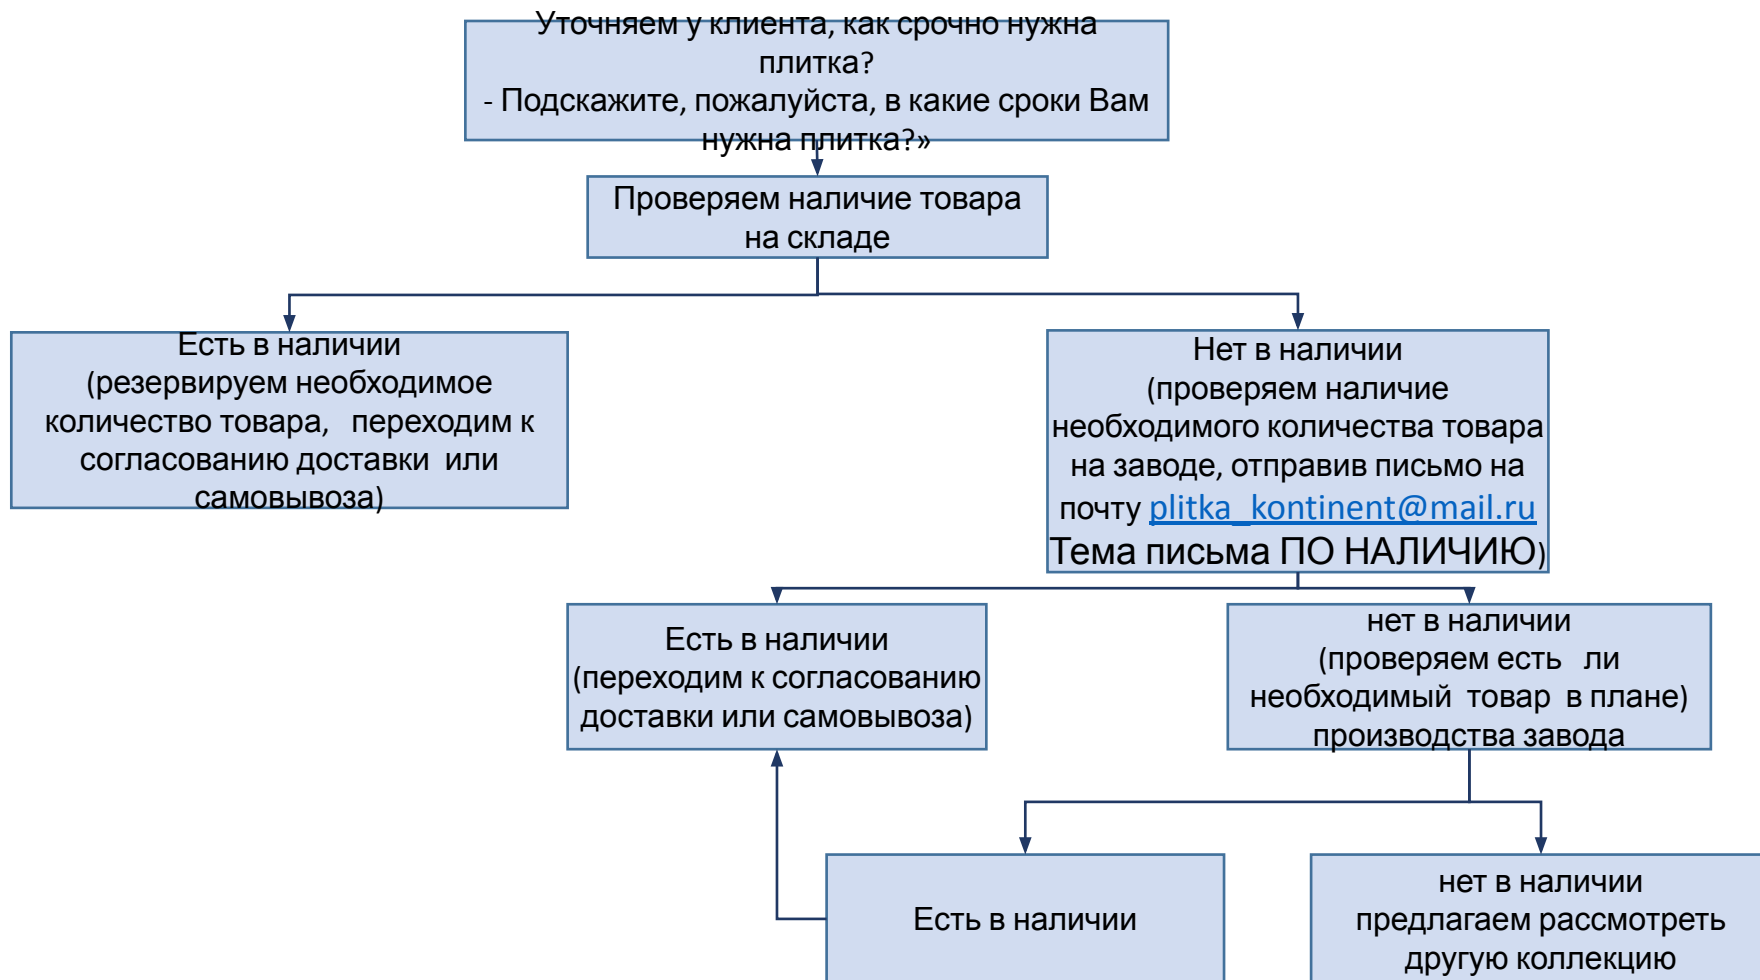 Уточняем у клиента, как срочно нужна
плитка?
- Подскажите, пожалуйста, в какие сроки Вам
нужна плитка?»
Проверяем наличие товара
на складе
Есть в наличии
(резервируем необходимое
количество товара, переходим к
согласованию доставки или
самовывоза)
Нет в наличии
(проверяем наличие
необходимого количества товара
на заводе, отправив письмо на
почту plitka_kontinent@mail.ru
Тема письма ПО НАЛИЧИЮ)
Есть в наличии
(переходим к согласованию
доставки или самовывоза)
нет в наличии
(проверяем есть ли
необходимый товар в плане)
производства завода
Есть в наличии
нет в наличии
предлагаем рассмотреть
другую коллекцию